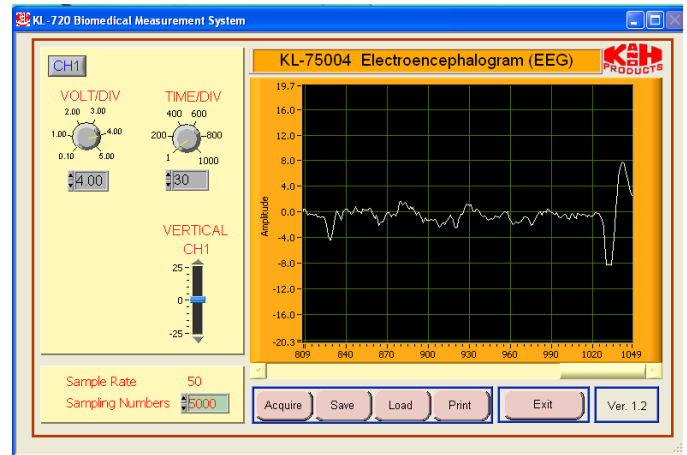 KL-720 Biomedical Measurement System
CH1
VOLT/DIV
2.00 3.00
1.00 4.00
0.10 5.00
4.00
TIME/DIV
400 600
200 800
1 1000
30
VERTICAL
CH1
25
0
-25
Sample Rate 50
Sampling Numbers 5000
KL-75004 Electroencephalogram (EEG)
K AND H
PRODUCTS
Amplitude
19.7
16.0
12.0
8.0
4.0
0.0
-4.0
-8.0
-12.0
-16.0
-20.3
809 840 870 900 930 960 990 1020 1049
Acquire Save Load Print Exit Ver. 1.2